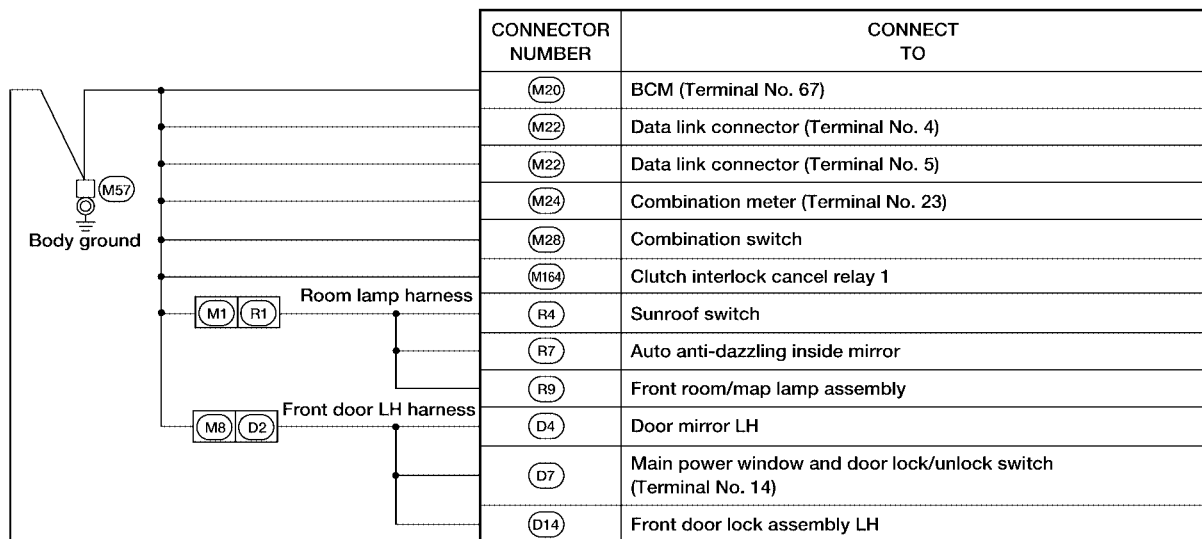 CONNECTOR NUMBER
CONNECT TO
M20 BCM (Terminal No. 67)
M22 Data link connector (Terminal No. 4)
M22 Data link connector (Terminal No. 5)
M57
M24 Combination meter (Terminal No. 23)
Body ground
M28 Combination switch
M164 Clutch interlock cancel relay 1
Room lamp harness
M1 R1
R4 Sunroof switch
R7 Auto anti-dazzling inside mirror
R9 Front room/map lamp assembly
Front door LH harness
M8 D2
D4 Door mirror LH
D7 Main power window and door lock/unlock switch
(Terminal No. 14)
D14 Front door lock assembly LH